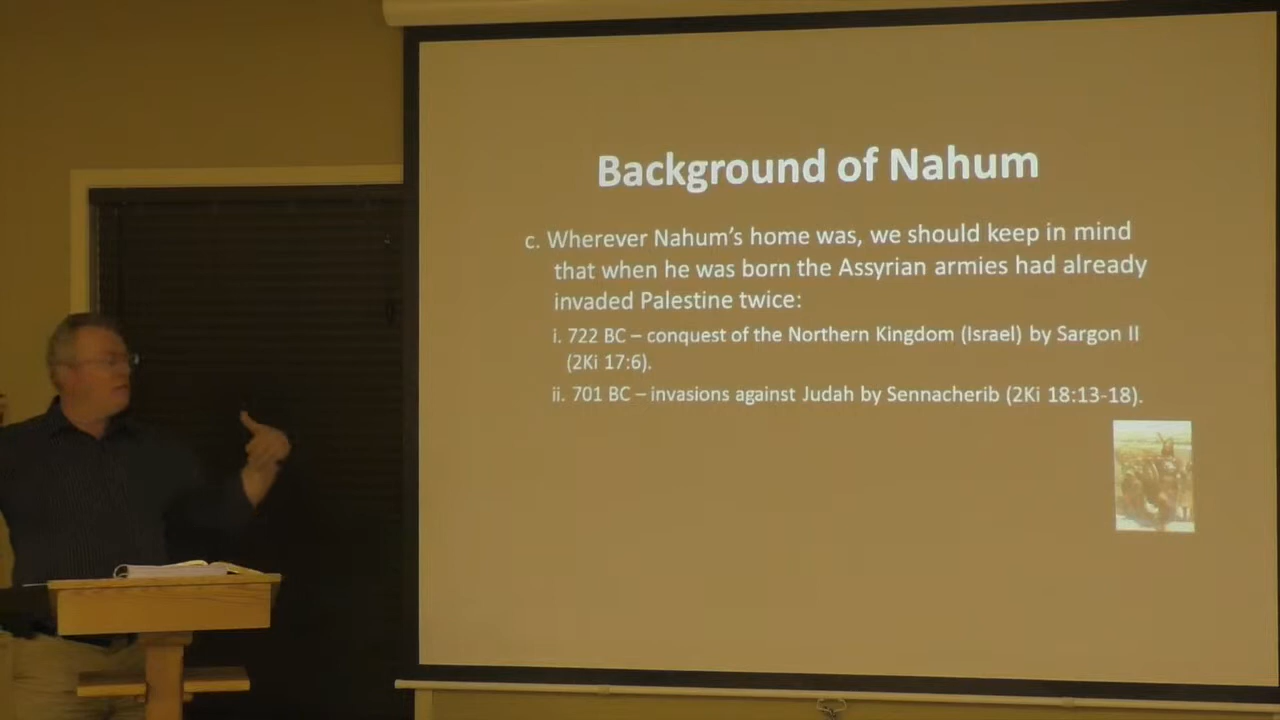 Background of Nahum
c. Wherever Nahum's home was, we should keep in mind
that when he was born the Assyrian armies had already
invaded Palestine twice:
i. 722 BC – conquest of the Northern Kingdom (Israel) by Sargon II
(2Ki 17:6).
ii. 701 BC – invasions against Judah by Sennacherib (2Ki 18:13-18).